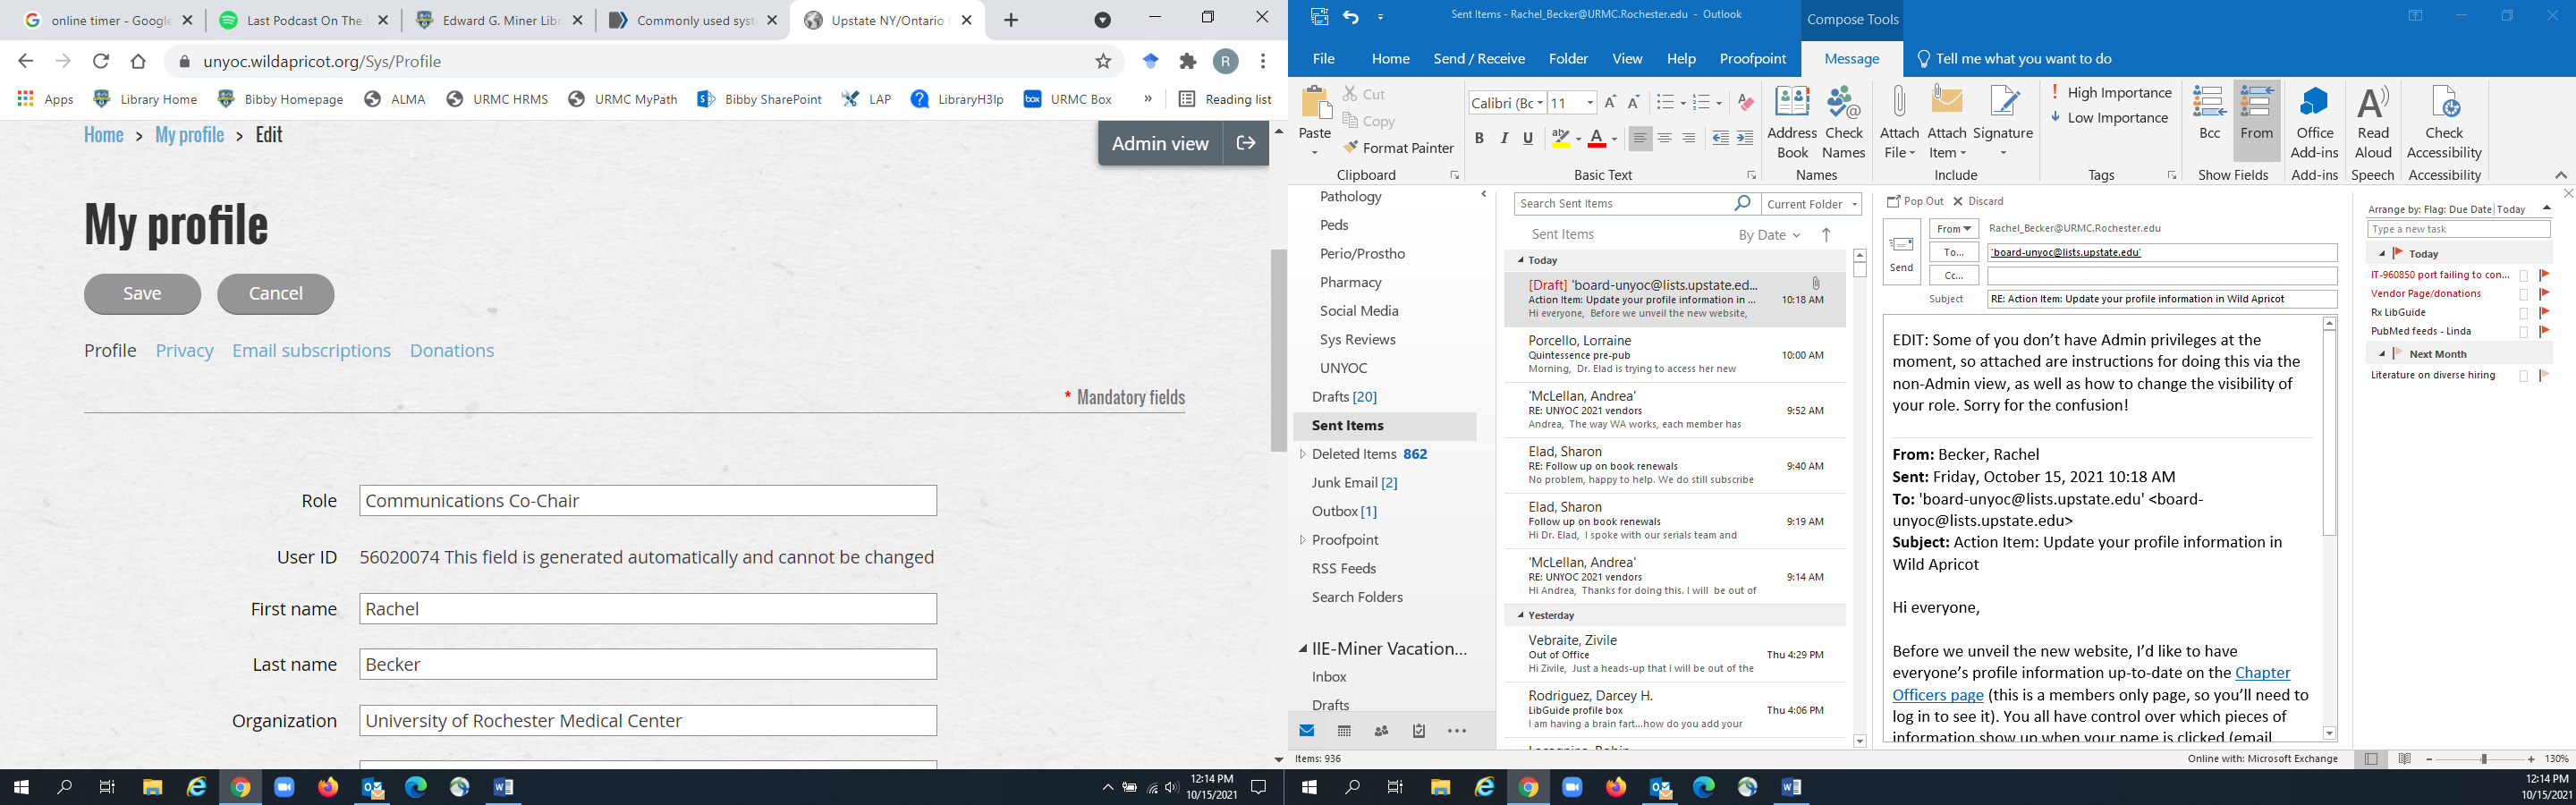 online timer - Google
Last Podcast On The
Edward G. Miner Libr
Commonly used syst
Upstate NY/Ontario
unyoc.wildapricot.org/Sys/Profile
R
Apps
Library Home
Bibby Homepage
ALMA
URMC HRMS
URMC MyPath
Bibby SharePoint
LAP
LibraryH3lp
URMC Box
»
Reading list
Home > My profile > Edit
Admin view
My profile
Save
Cancel
Profile Privacy Email subscriptions Donations
* Mandatory fields
Role Communications Co-Chair
User ID 56020074 This field is generated automatically and cannot be changed
First name Rachel
Last name Becker
Organization University of Rochester Medical Center
12:14 PM
10/15/2021
Sent Items - Rachel_Becker@URMC.Rochester.edu - Outlook
Compose Tools
File Home Send / Receive Folder View Help Proofpoint Message Tell me what you want to do
Paste
Cut
Copy
Format Painter
Clipboard
Calibri (Bc 11
B I U
Basic Text
Address Book
Check Names
Names
Attach File
Attach Item
Signature
Include
High Importance
Low Importance
Tags
Bcc
From
Show Fields
Office Add-ins
Add-ins
Read Aloud
Speech
Check Accessibility
Accessibility
Pathology
Peds
Perio/Prostho
Pharmacy
Social Media
Sys Reviews
UNYOC
Drafts [20]
Sent Items
Deleted Items 862
Junk Email [2]
Outbox [1]
Proofpoint
RSS Feeds
Search Folders
IIE-Miner Vacation...
Inbox
Drafts
Search Sent Items
Current Folder
Sent Items
By Date
Today
[Draft] 'board-unyoc@lists.upstate.ed...
Action Item: Update your profile information in ... 10:18 AM
Hi everyone, Before we unveil the new website,
Porcello, Lorraine
Quintessence pre-pub 10:00 AM
Morning, Dr. Elad is trying to access her new
'McLellan, Andrea'
RE: UNYOC 2021 vendors 9:52 AM
Andrea, The way WA works, each member has
Elad, Sharon
RE: Follow up on book renewals 9:40 AM
No problem, happy to help. We do still subscribe
Elad, Sharon
Follow up on book renewals 9:19 AM
Hi Dr. Elad, I spoke with our serials team and
'McLellan, Andrea'
RE: UNYOC 2021 vendors 9:14 AM
Hi Andrea, Thanks for doing this. I will be out of
Yesterday
Vebraite, Zivile
Out of Office Thu 4:29 PM
Hi Zivile, Just a heads-up that I will be out of the
Rodriguez, Darcey H.
LibGuide profile box Thu 4:06 PM
I am having a brain fart...how do you add your
Pop Out
Discard
Send
From Rachel_Becker@URMC.Rochester.edu
To... 'board-unyoc@lists.upstate.edu'
Cc...
Subject RE: Action Item: Update your profile information in Wild Apricot
EDIT: Some of you don't have Admin privileges at the
moment, so attached are instructions for doing this via the
non-Admin view, as well as how to change the visibility of
your role. Sorry for the confusion!
From: Becker, Rachel
Sent: Friday, October 15, 2021 10:18 AM
To: 'board-unyoc@lists.upstate.edu' <board-
unyoc@lists.upstate.edu>
Subject: Action Item: Update your profile information in
Wild Apricot
Hi everyone,
Before we unveil the new website, I'd like to have
everyone's profile information up-to-date on the Chapter
Officers page (this is a members only page, so you'll need to
log in to see it). You all have control over which pieces of
information show up when your name is clicked (email,
Arrange by: Flag: Due Date Today
Type a new task
Today
IT-960850 port failing to con...
Vendor Page/donations
Rx LibGuide
PubMed feeds - Linda
Next Month
Literature on diverse hiring
Items: 936
Online with: Microsoft Exchange
130%
12:14 PM
10/15/2021